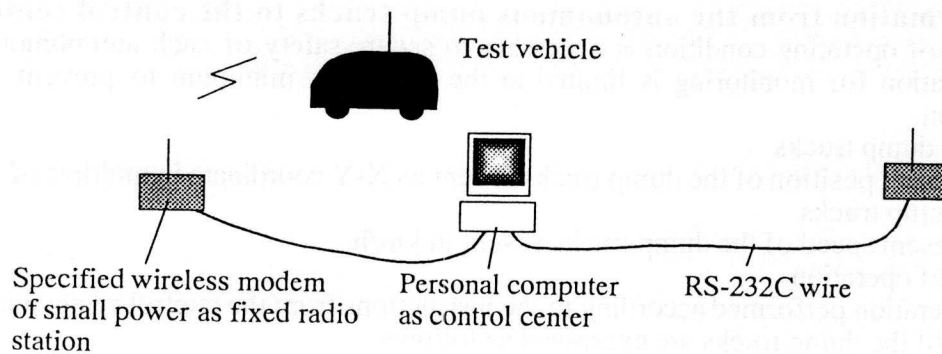 Test vehicle
Specified wireless modem
of small power as fixed radio
station
Personal computer
as control center
RS-232C wire